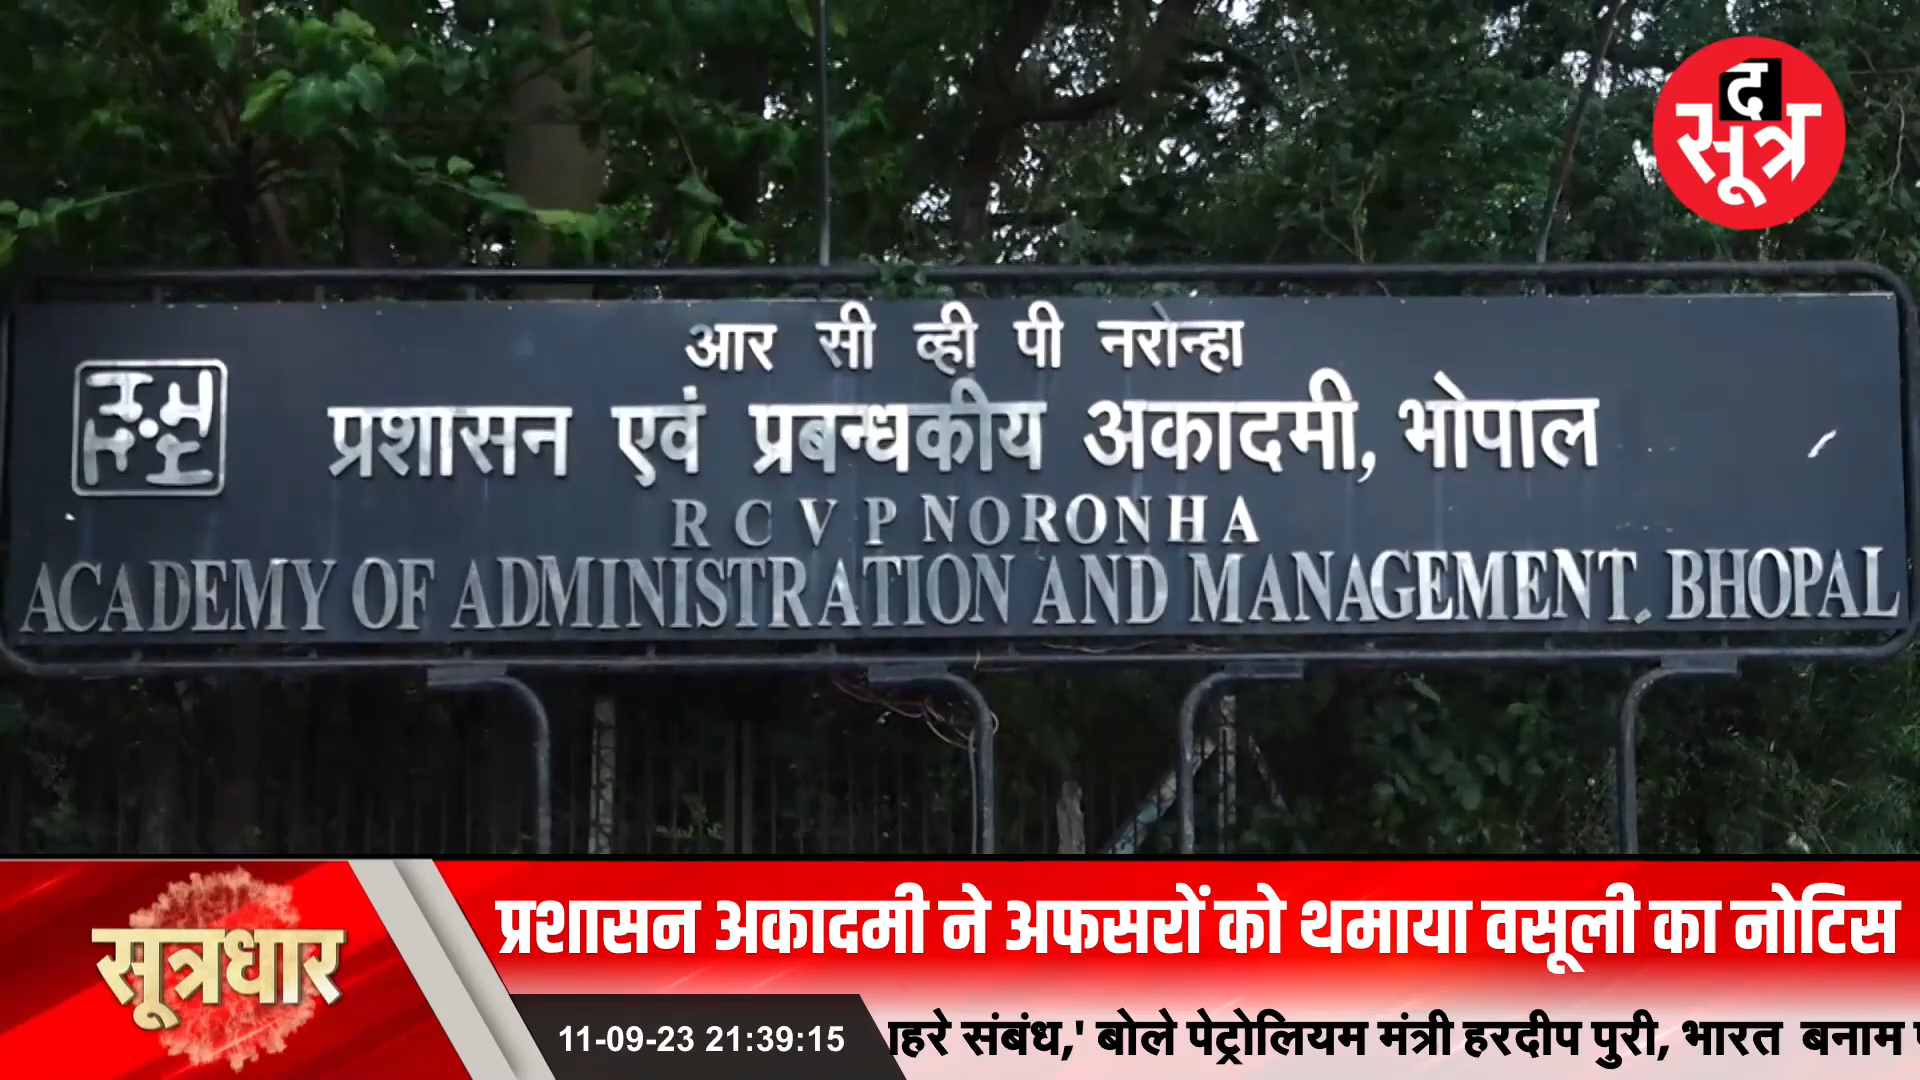 द
सूत्र
आर सी व्ही पी नरोन्हा
प्रशासन एवं प्रबन्धकीय अकादमी, भोपाल
R C V P NORONHA
ACADEMY OF ADMINISTRATION AND MANAGEMENT, BHOPAL
सूत्रधार
प्रशासन अकादमी ने अफसरों को थमाया वसूली का नोटिस
11-09-23 21:39:15
संबंध,' बोले पेट्रोलियम मंत्री हरदीप पुरी, भारत बनाम